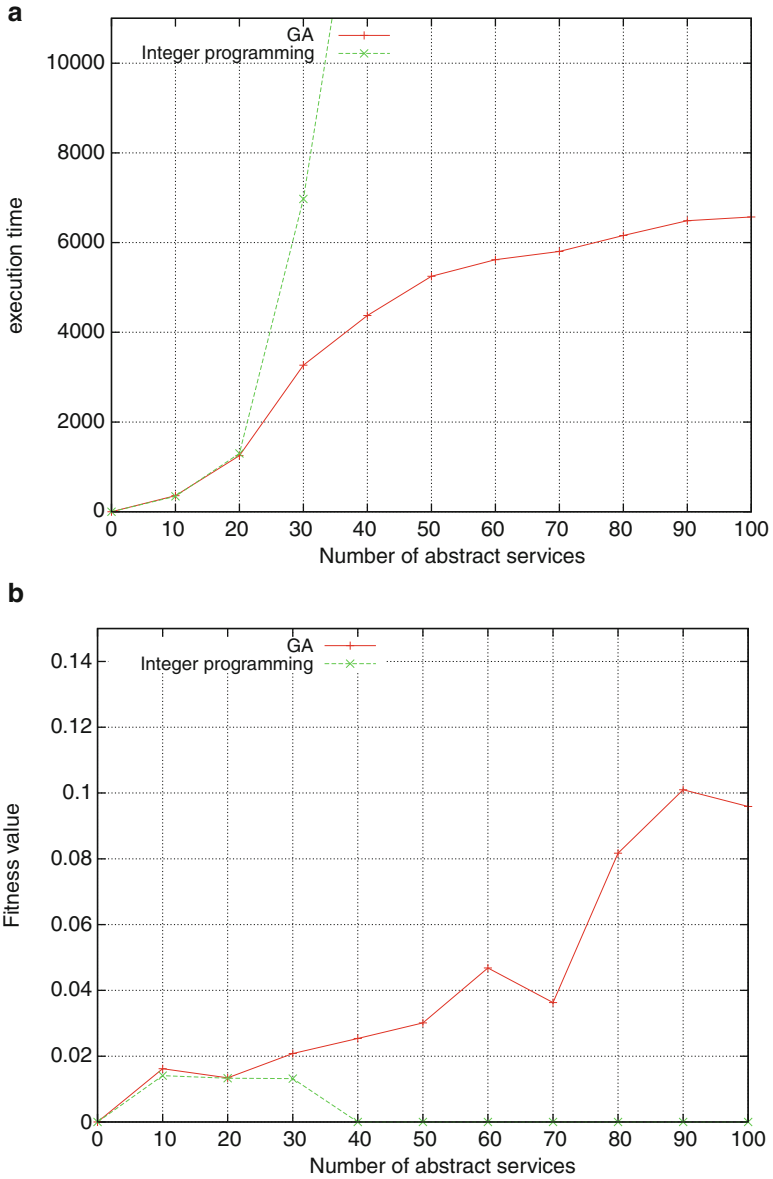 a
GA
Integer programming
10000
8000
6000
4000
2000
0
execution time
0 10 20 30 40 50 60 70 80 90 100
Number of abstract services
b
GA
Integer programming
0.14
0.12
0.1
0.08
0.06
0.04
0.02
0
Fitness value
0 10 20 30 40 50 60 70 80 90 100
Number of abstract services